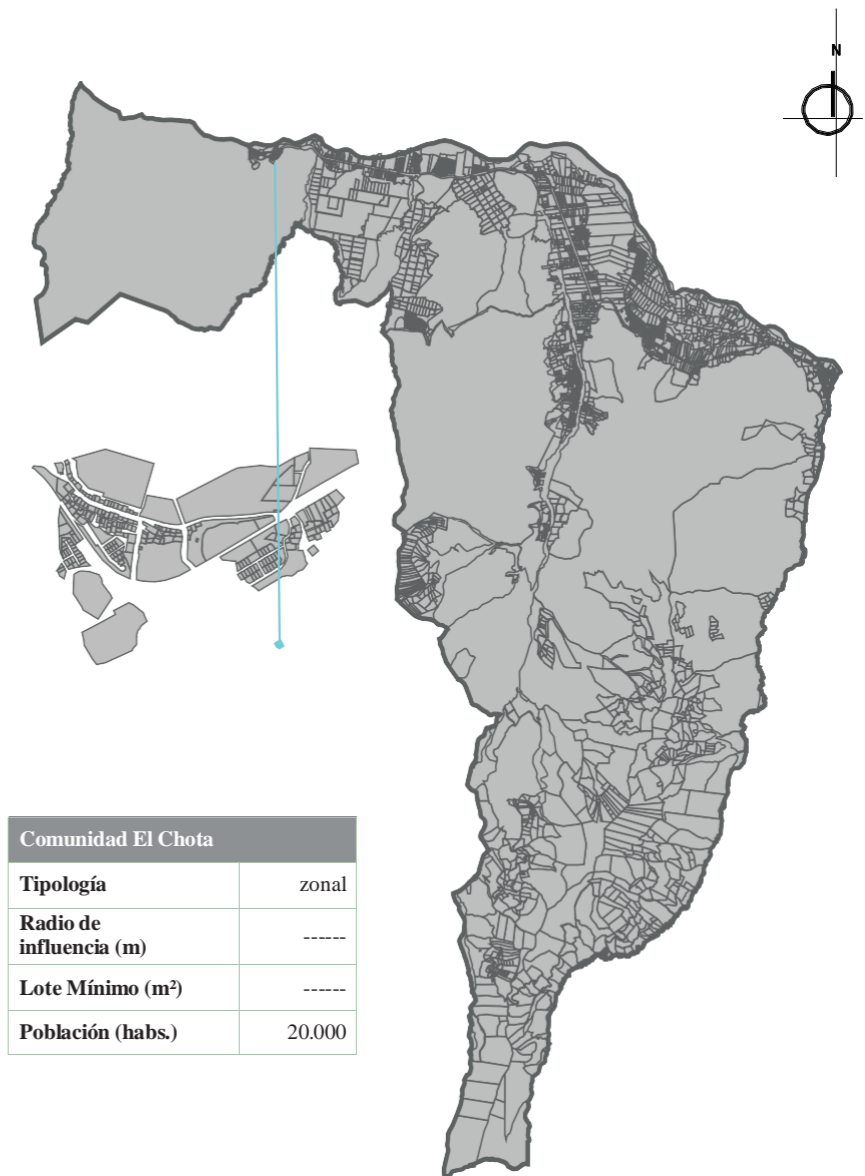 N
Comunidad El Chota
Tipología zonal
Radio de
influencia (m) ------
Lote Mínimo (m²) ------
Población (habs.) 20.000